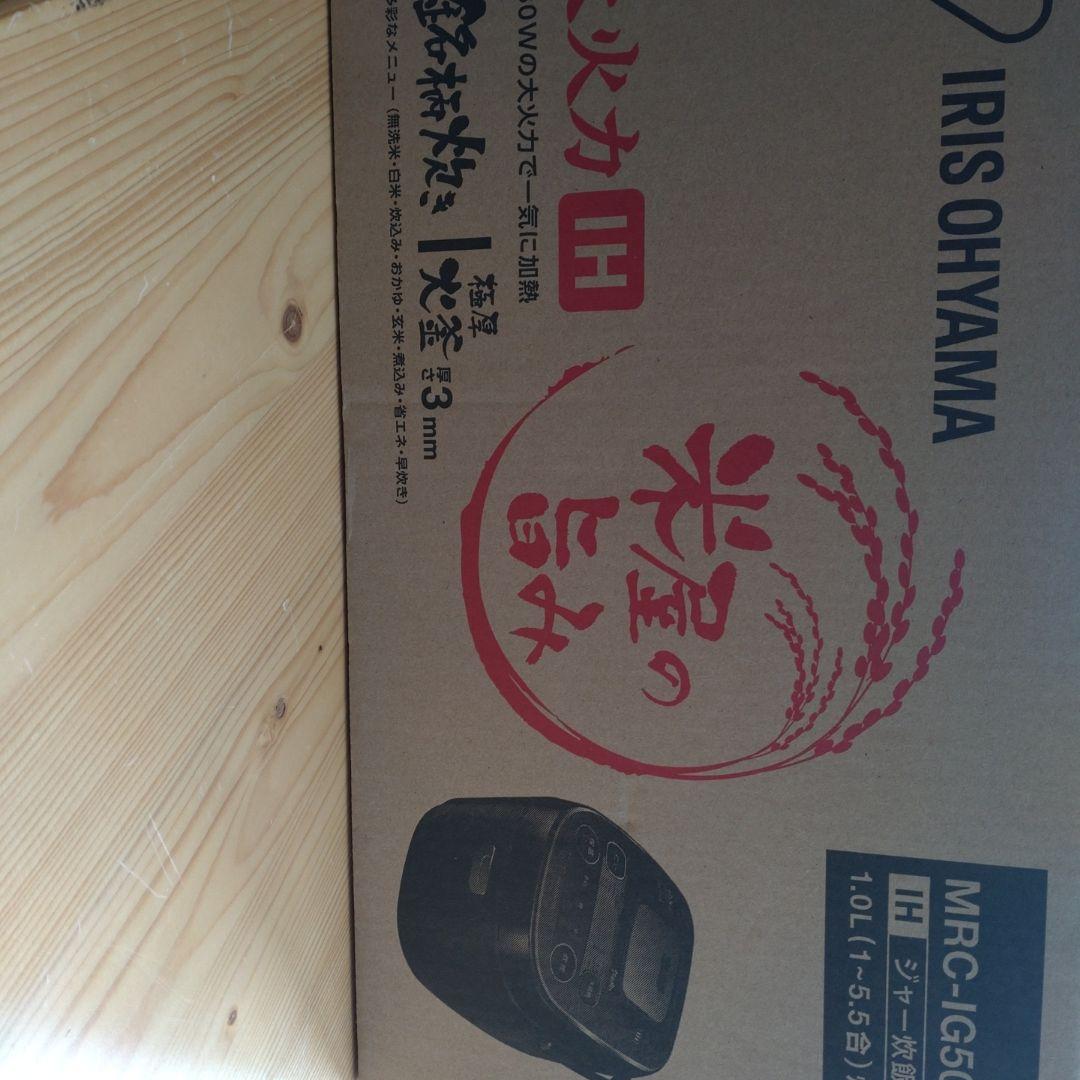 IRIS OHYAMA
大火力 IH
60Wの大火力で一気に加熱
銘柄炊き 極厚火釜 厚さ3mm
多彩なメニュー(無洗米・白米・炊込み・おかゆ・玄米・煮込み・省エネ・早炊き)
米屋の
旨み
MRC-IG50
IH ジャー炊飯
1.0L(1~5.5合)